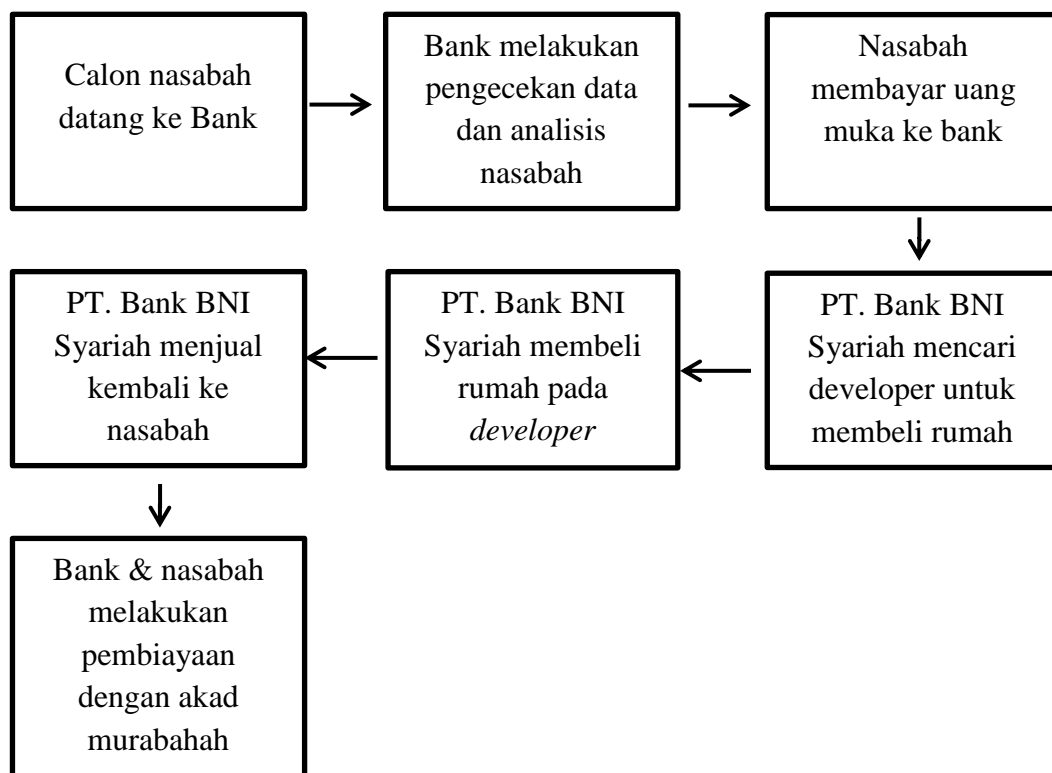 Calon nasabah
datang ke Bank
Bank melakukan
pengecekan data
dan analisis
nasabah
Nasabah
membayar uang
muka ke bank
PT. Bank BNI
Syariah mencari
developer untuk
membeli rumah
PT. Bank BNI
Syariah membeli
rumah pada
developer
PT. Bank BNI
Syariah menjual
kembali ke
nasabah
Bank & nasabah
melakukan
pembiayaan
dengan akad
murabahah